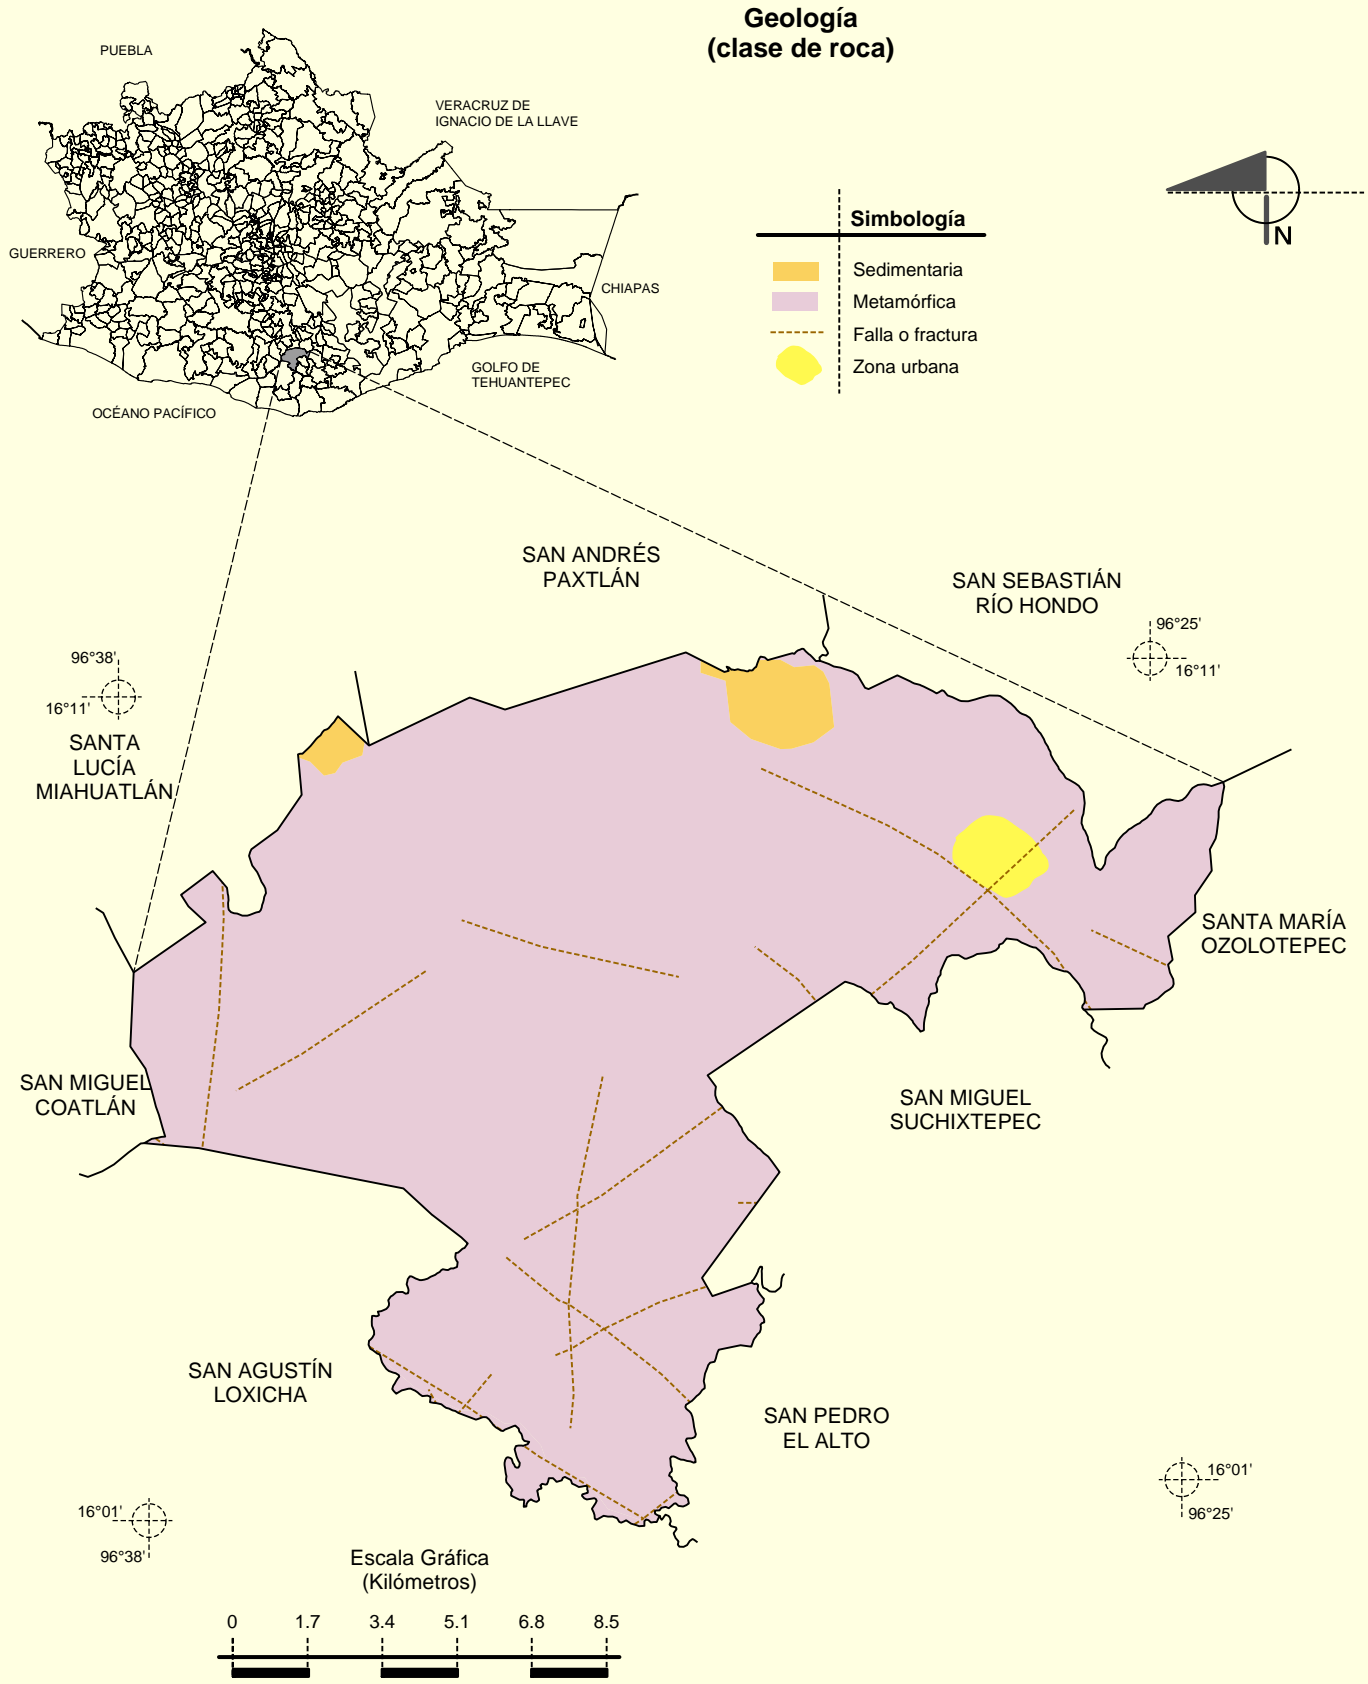 Geología
(clase de roca)
PUEBLA
VERACRUZ DE
IGNACIO DE LA LLAVE
GUERRERO
CHIAPAS
GOLFO DE
TEHUANTEPEC
OCÉANO PACÍFICO
Simbología
Sedimentaria
Metamórfica
Falla o fractura
Zona urbana
N
SAN ANDRÉS
PAXTLÁN
SAN SEBASTIÁN
RÍO HONDO
96°25'
16°11'
96°38'
16°11'
SANTA
LUCÍA
MIAHUATLÁN
SANTA MARÍA
OZOLOTEPEC
SAN MIGUEL
COATLÁN
SAN MIGUEL
SUCHIXTEPEC
SAN AGUSTÍN
LOXICHA
SAN PEDRO
EL ALTO
16°01'
96°25'
16°01'
96°38'
Escala Gráfica
(Kilómetros)
0 1.7 3.4 5.1 6.8 8.5